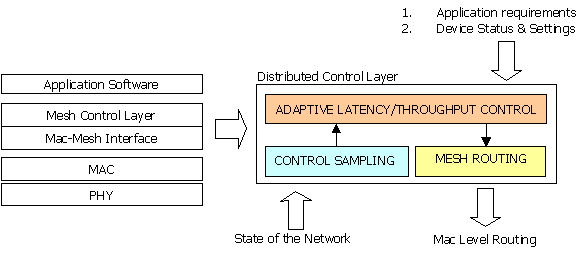 1. Application requirements
2. Device Status & Settings
Application Software
Mesh Control Layer
Mac-Mesh Interface
MAC
PHY
Distributed Control Layer
ADAPTIVE LATENCY/THROUGHPUT CONTROL
CONTROL SAMPLING
MESH ROUTING
State of the Network
Mac Level Routing